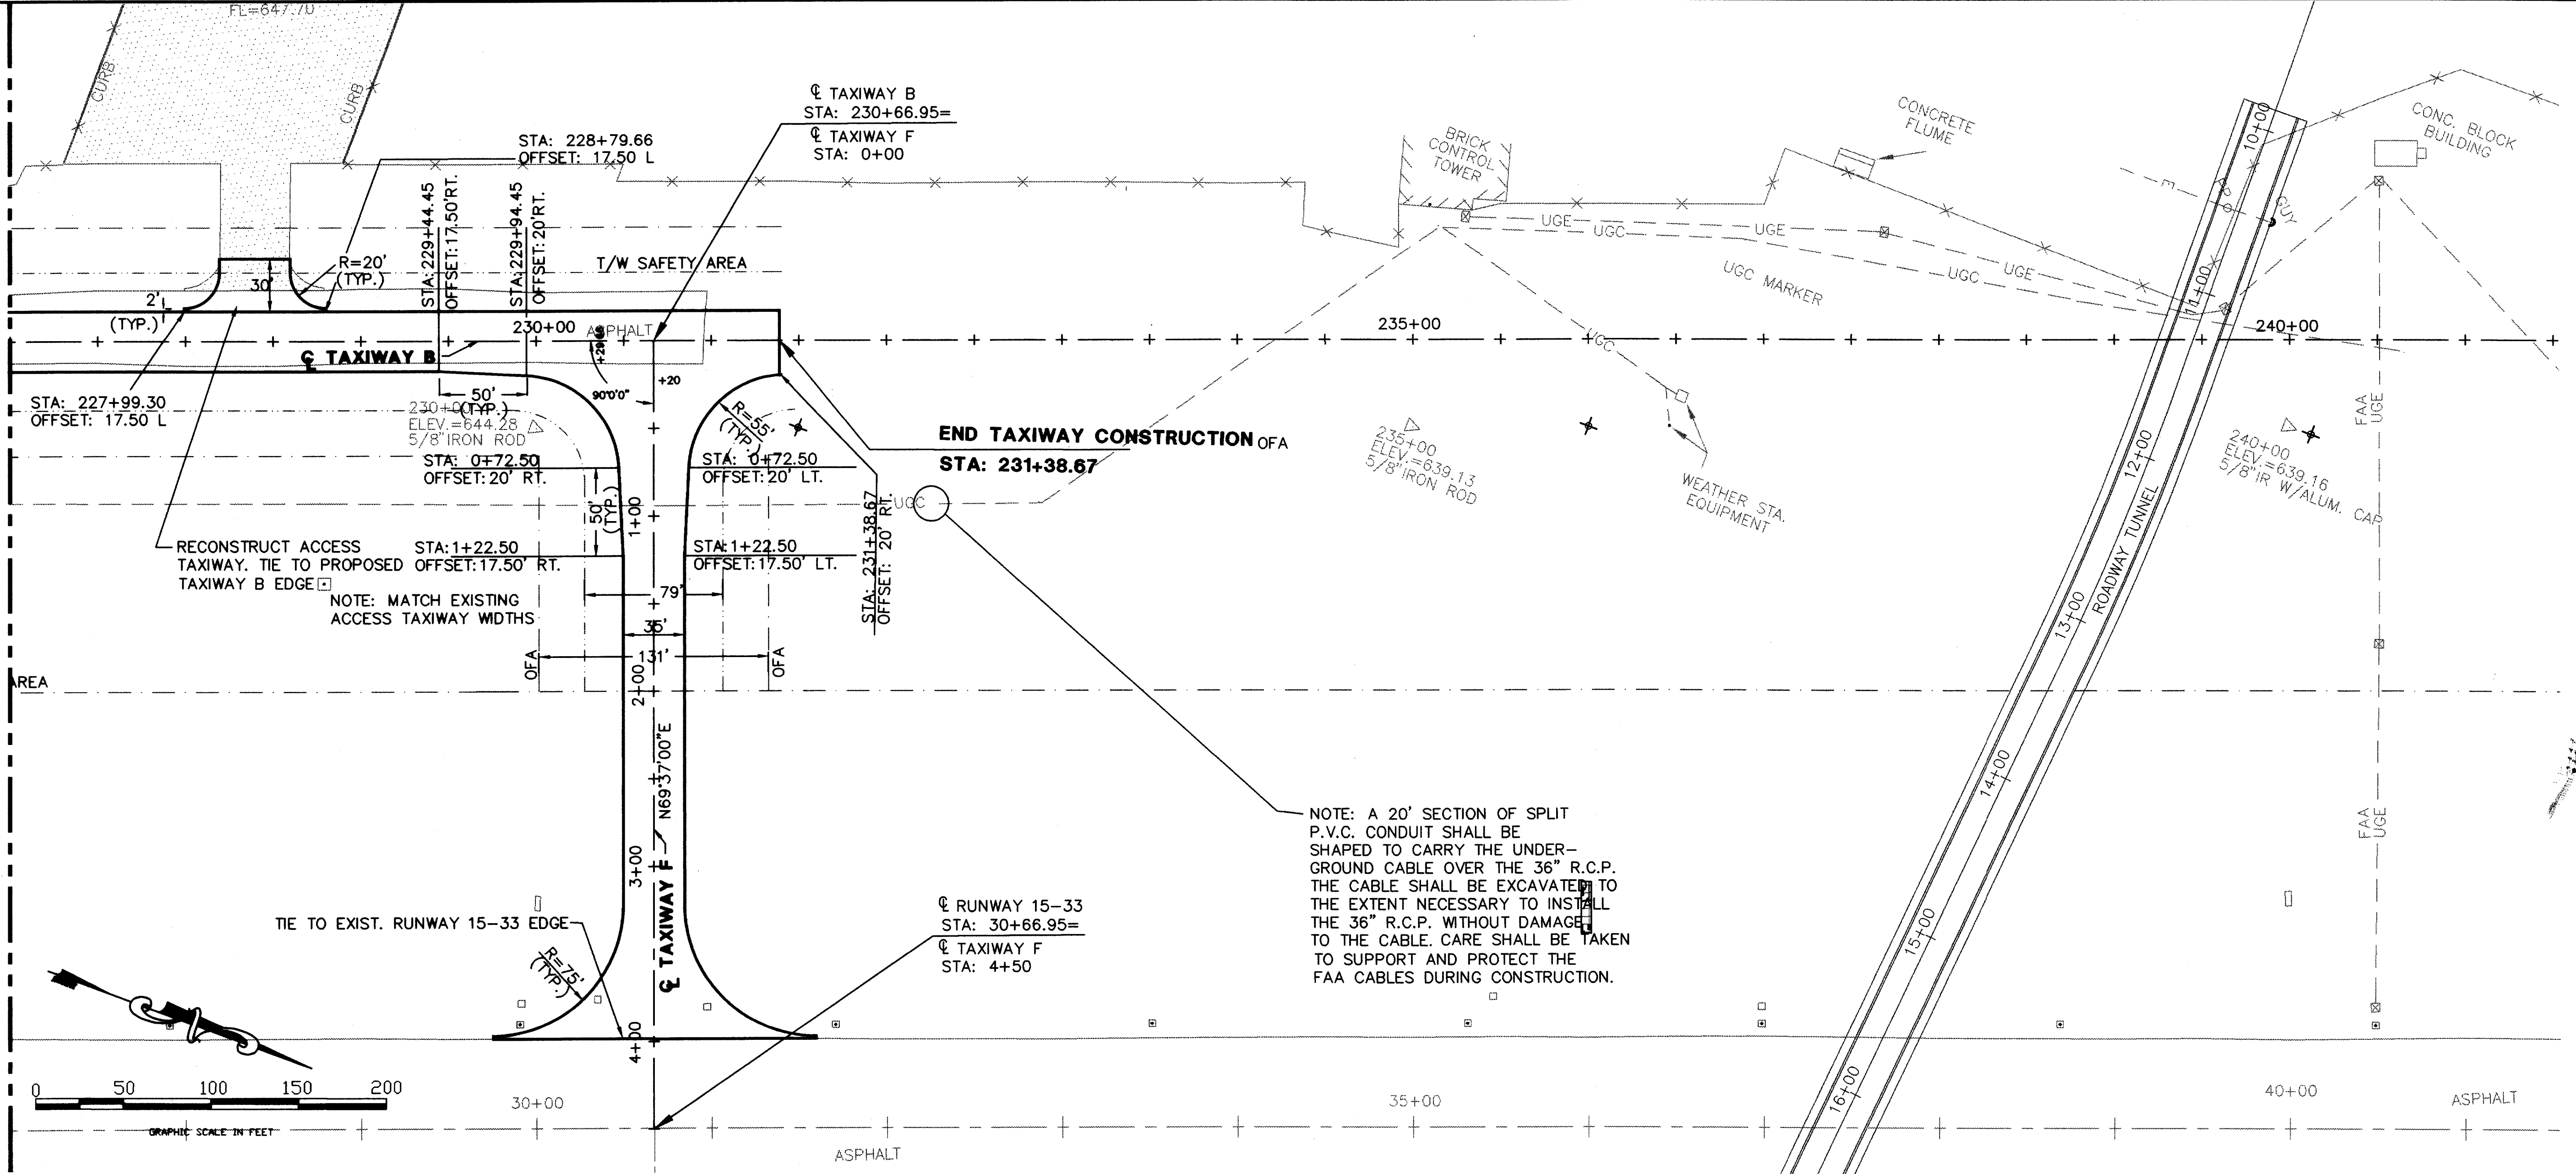 FL=647.70
CURB
CURB
℄ TAXIWAY B
STA: 230+66.95=
℄ TAXIWAY F
STA: 0+00
STA: 228+79.66
OFFSET: 17.50 L
STA: 229+44.45
OFFSET: 17.50'RT.
STA: 229+94.45
OFFSET: 20'RT.
T/W SAFETY AREA
R=20'
(TYP.)
30'
2'
(TYP.)
230+00
ASPHALT
℄ TAXIWAY B
+20
90°0'0"
50'
(TYP.)
STA: 227+99.30
OFFSET: 17.50 L
230+00
ELEV.=644.28
5/8"IRON ROD
R=55'
(TYP.)
END TAXIWAY CONSTRUCTION
STA: 231+38.67
OFA
STA: 0+72.50
OFFSET: 20' RT.
STA: 0+72.50
OFFSET: 20' LT.
50'
(TYP.)
1+00
STA: 231+38.67
OFFSET: 20' RT.
UGC
RECONSTRUCT ACCESS
TAXIWAY. TIE TO PROPOSED
TAXIWAY B EDGE
STA: 1+22.50
OFFSET: 17.50' RT.
STA: 1+22.50
OFFSET: 17.50' LT.
NOTE: MATCH EXISTING
ACCESS TAXIWAY WIDTHS
79'
35'
131'
OFA
OFA
AREA
2+00
N69°37'00"E
3+00
℄ TAXIWAY F
4+00
TIE TO EXIST. RUNWAY 15-33 EDGE
R=75'
(TYP.)
℄ RUNWAY 15-33
STA: 30+66.95=
℄ TAXIWAY F
STA: 4+50
0 50 100 150 200
GRAPHIC SCALE IN FEET
30+00
ASPHALT
35+00
40+00
ASPHALT
BRICK
CONTROL
TOWER
CONCRETE
FLUME
CONC. BLOCK
BUILDING
UGE
UGC
UGE
UGC
UGE
UGC MARKER
UGC
E
GUY
235+00
240+00
235+00
ELEV.=639.13
5/8"IRON ROD
WEATHER STA.
EQUIPMENT
240+00
ELEV.=639.16
5/8"IR W/ALUM. CAP
FAA
UGE
FAA
UGE
10+00
11+00
12+00
ROADWAY TUNNEL
13+00
14+00
15+00
16+00
NOTE: A 20' SECTION OF SPLIT
P.V.C. CONDUIT SHALL BE
SHAPED TO CARRY THE UNDER-
GROUND CABLE OVER THE 36" R.C.P.
THE CABLE SHALL BE EXCAVATED TO
THE EXTENT NECESSARY TO INSTALL
THE 36" R.C.P. WITHOUT DAMAGE
TO THE CABLE. CARE SHALL BE TAKEN
TO SUPPORT AND PROTECT THE
FAA CABLES DURING CONSTRUCTION.